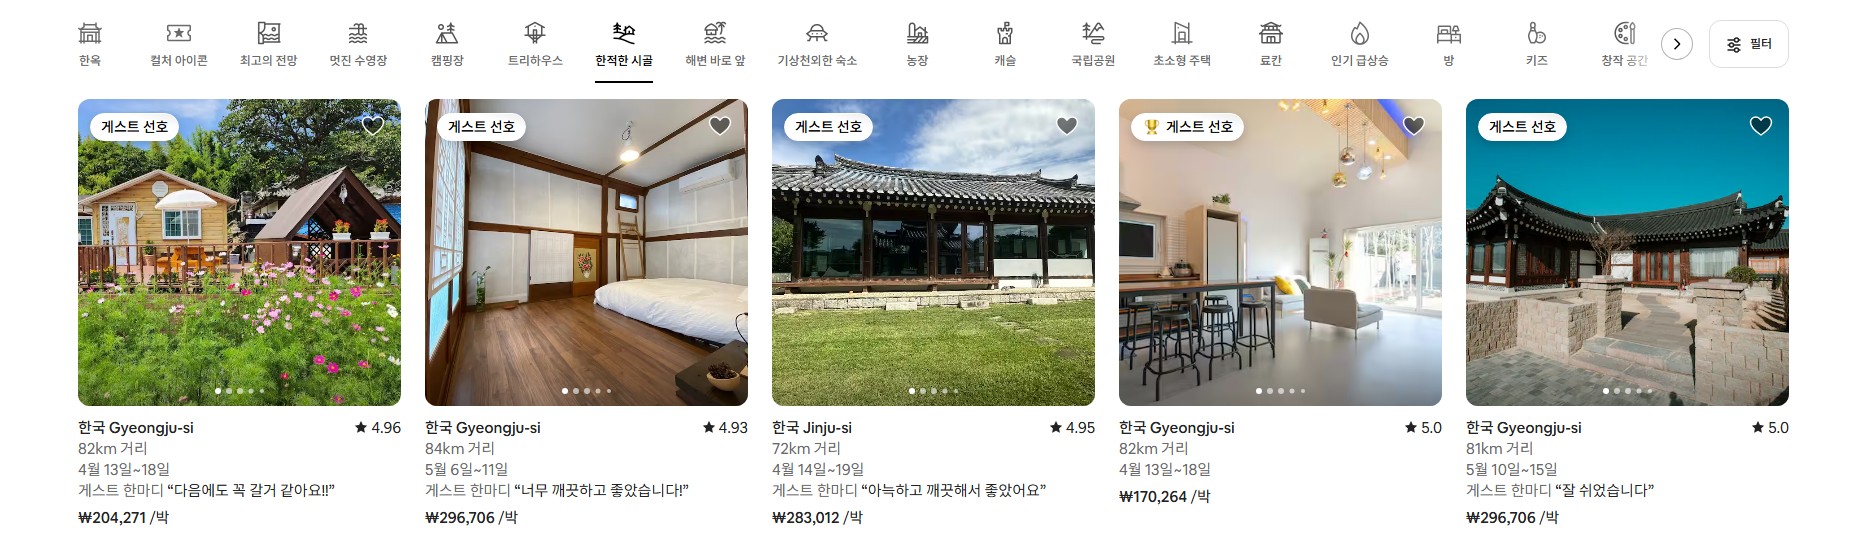 한옥
컬처 아이콘
최고의 전망
멋진 수영장
캠핑장
트리하우스
한적한 시골
해변 바로 앞
기상천외한 숙소
농장
캐슬
국립공원
초소형 주택
료칸
인기 급상승
방
키즈
창작 공간
필터
게스트 선호
게스트 선호
게스트 선호
게스트 선호
게스트 선호
한국 Gyeongju-si ★ 4.96
82km 거리
4월 13일~18일
게스트 한마디 “다음에도 꼭 갈거 같아요!!”
₩204,271 /박
한국 Gyeongju-si ★ 4.93
84km 거리
5월 6일~11일
게스트 한마디 “너무 깨끗하고 좋았습니다!”
₩296,706 /박
한국 Jinju-si ★ 4.95
72km 거리
4월 14일~19일
게스트 한마디 “아늑하고 깨끗해서 좋았어요”
₩283,012 /박
한국 Gyeongju-si ★ 5.0
82km 거리
4월 13일~18일
₩170,264 /박
한국 Gyeongju-si ★ 5.0
81km 거리
5월 10일~15일
게스트 한마디 “잘 쉬었습니다”
₩296,706 /박